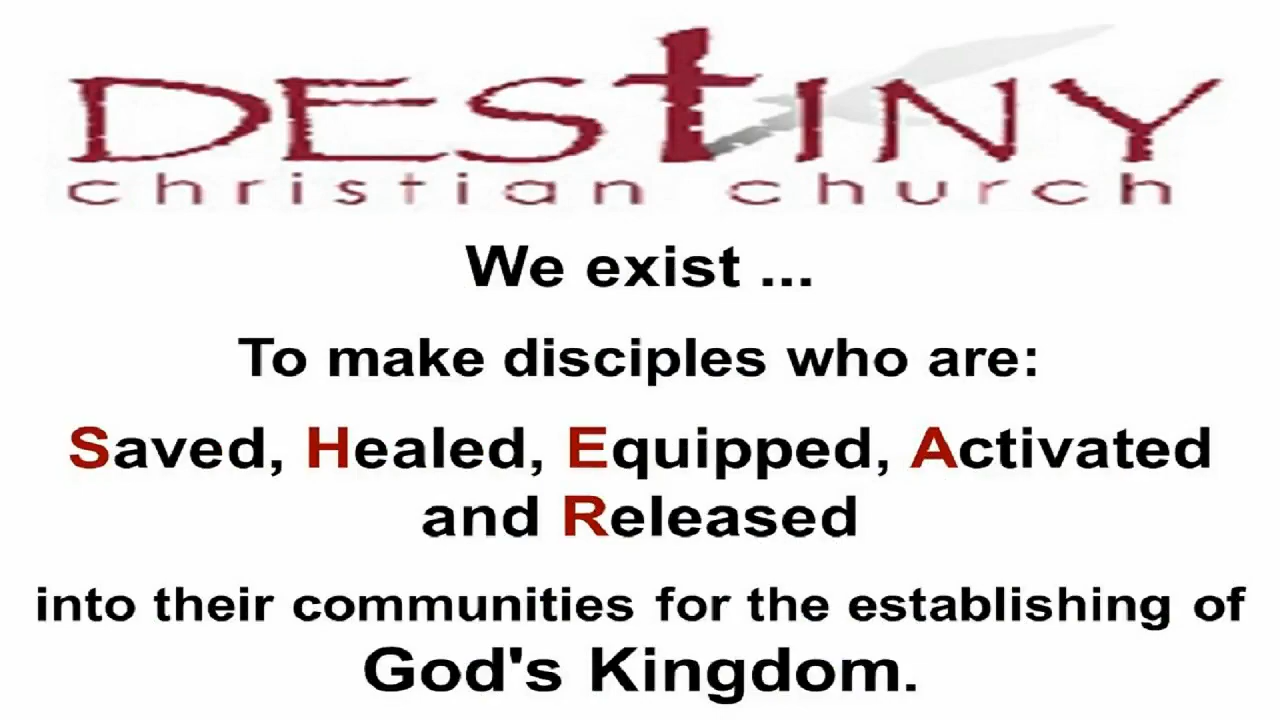 DEStINY
christian church
We exist ...
To make disciples who are:
Saved, Healed, Equipped, Activated
and Released
into their communities for the establishing of
God's Kingdom.